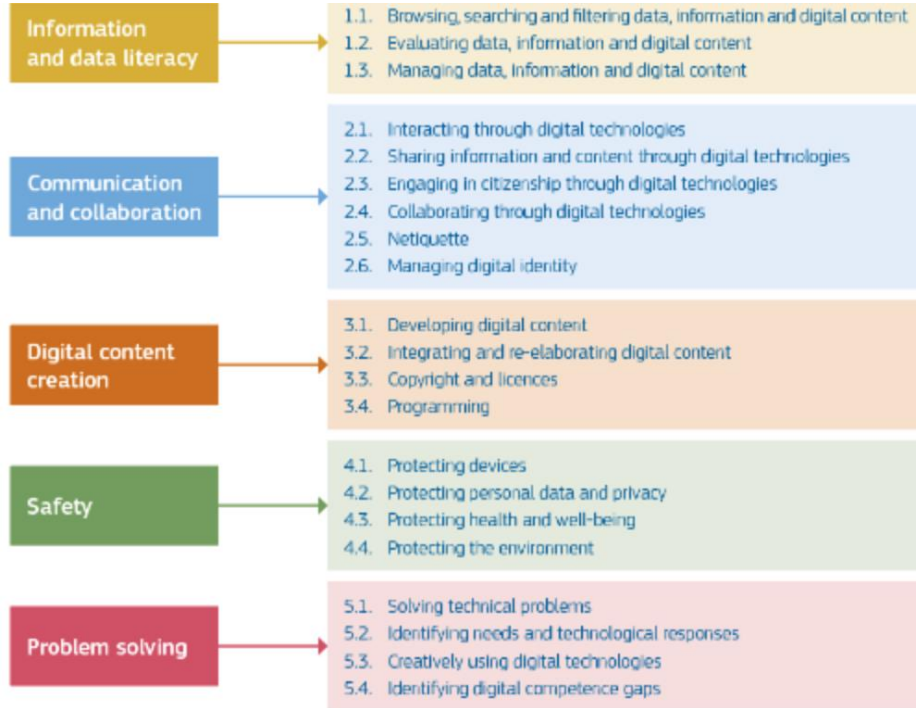 Information
and data literacy
1.1. Browsing, searching and filtering data, information and digital content
1.2. Evaluating data, information and digital content
1.3. Managing data, information and digital content
Communication
and collaboration
2.1. Interacting through digital technologies
2.2. Sharing information and content through digital technologies
2.3. Engaging in citizenship through digital technologies
2.4. Collaborating through digital technologies
2.5. Netiquette
2.6. Managing digital identity
Digital content
creation
3.1. Developing digital content
3.2. Integrating and re-elaborating digital content
3.3. Copyright and licences
3.4. Programming
Safety
4.1. Protecting devices
4.2. Protecting personal data and privacy
4.3. Protecting health and well-being
4.4. Protecting the environment
Problem solving
5.1. Solving technical problems
5.2. Identifying needs and technological responses
5.3. Creatively using digital technologies
5.4. Identifying digital competence gaps